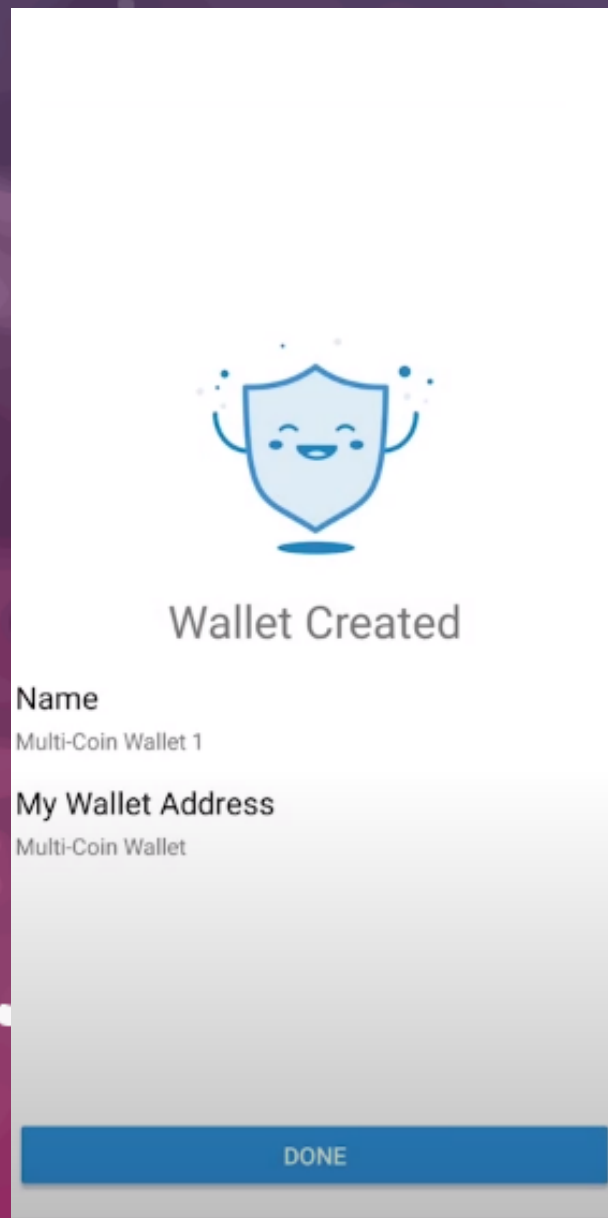 Wallet Created
Name
Multi-Coin Wallet 1
My Wallet Address
Multi-Coin Wallet
DONE